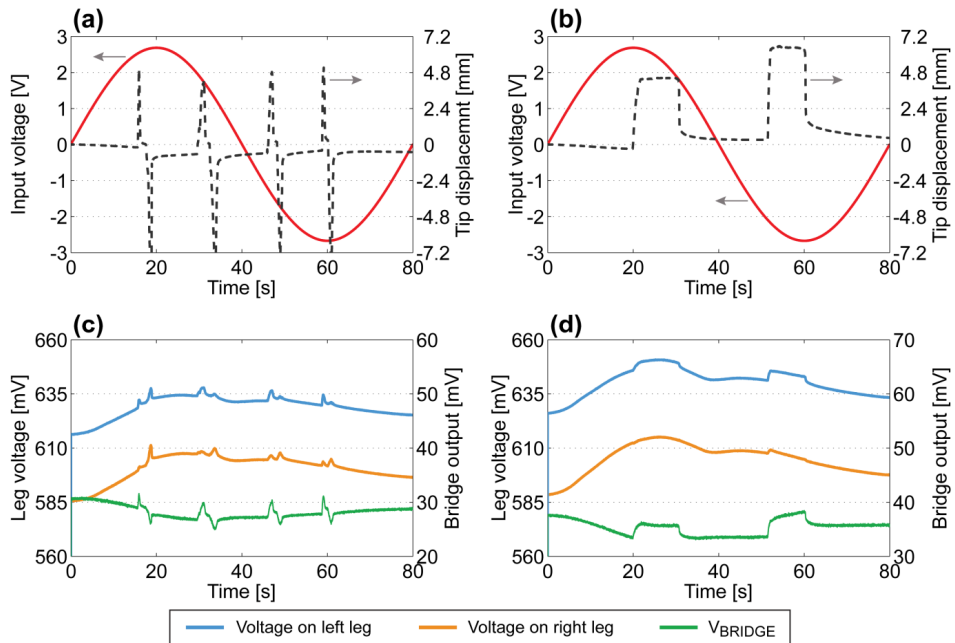 (a)
(b)
3
2
1
0
-1
-2
-3
Input voltage [V]
7.2
4.8
2.4
0
-2.4
-4.8
-7.2
Tip displacemnt [mm]
0 20 40 60 80
Time [s]
3
2
1
0
-1
-2
-3
Input voltage [V]
7.2
4.8
2.4
0
-2.4
-4.8
-7.2
Tip displacement [mm]
0 20 40 60 80
Time [s]
(c)
(d)
660
635
610
585
560
Leg voltage [mV]
60
50
40
30
20
Bridge output [mV]
0 20 40 60 80
Time [s]
660
635
610
585
560
Leg voltage [mV]
70
60
50
40
30
Bridge output [mV]
0 20 40 60 80
Time [s]
Voltage on left leg Voltage on right leg VBRIDGE